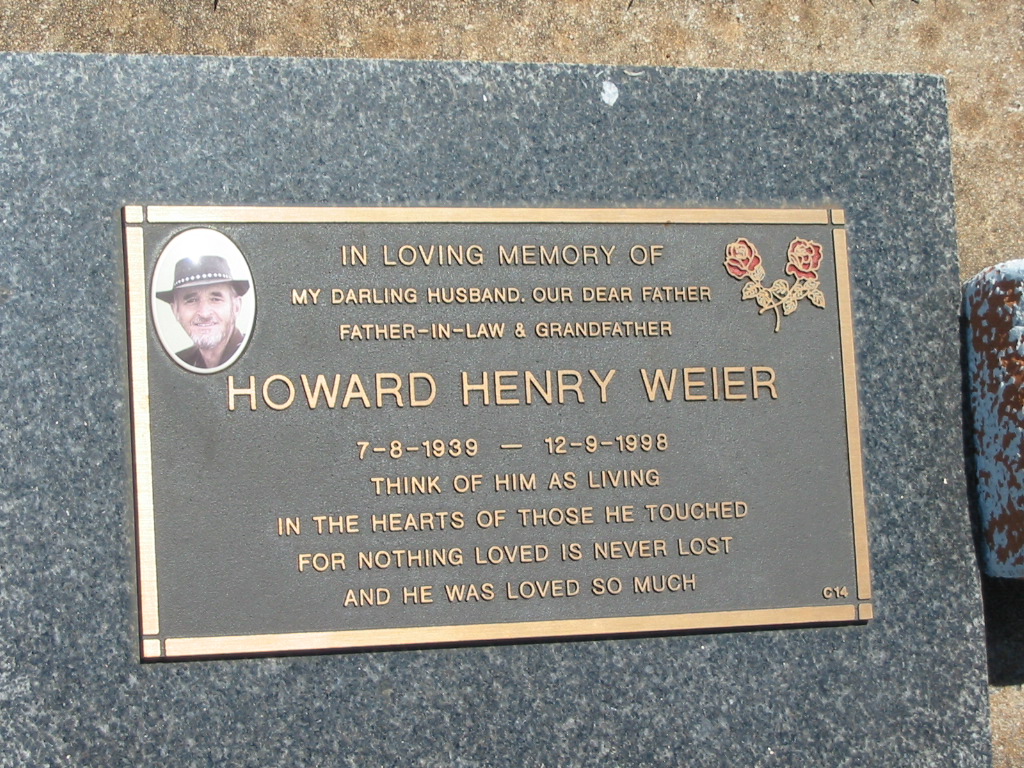 IN LOVING MEMORY OF
MY DARLING HUSBAND. OUR DEAR FATHER
FATHER-IN-LAW & GRANDFATHER
HOWARD HENRY WEIER
7-8-1939 — 12-9-1998
THINK OF HIM AS LIVING
IN THE HEARTS OF THOSE HE TOUCHED
FOR NOTHING LOVED IS NEVER LOST
AND HE WAS LOVED SO MUCH
C14